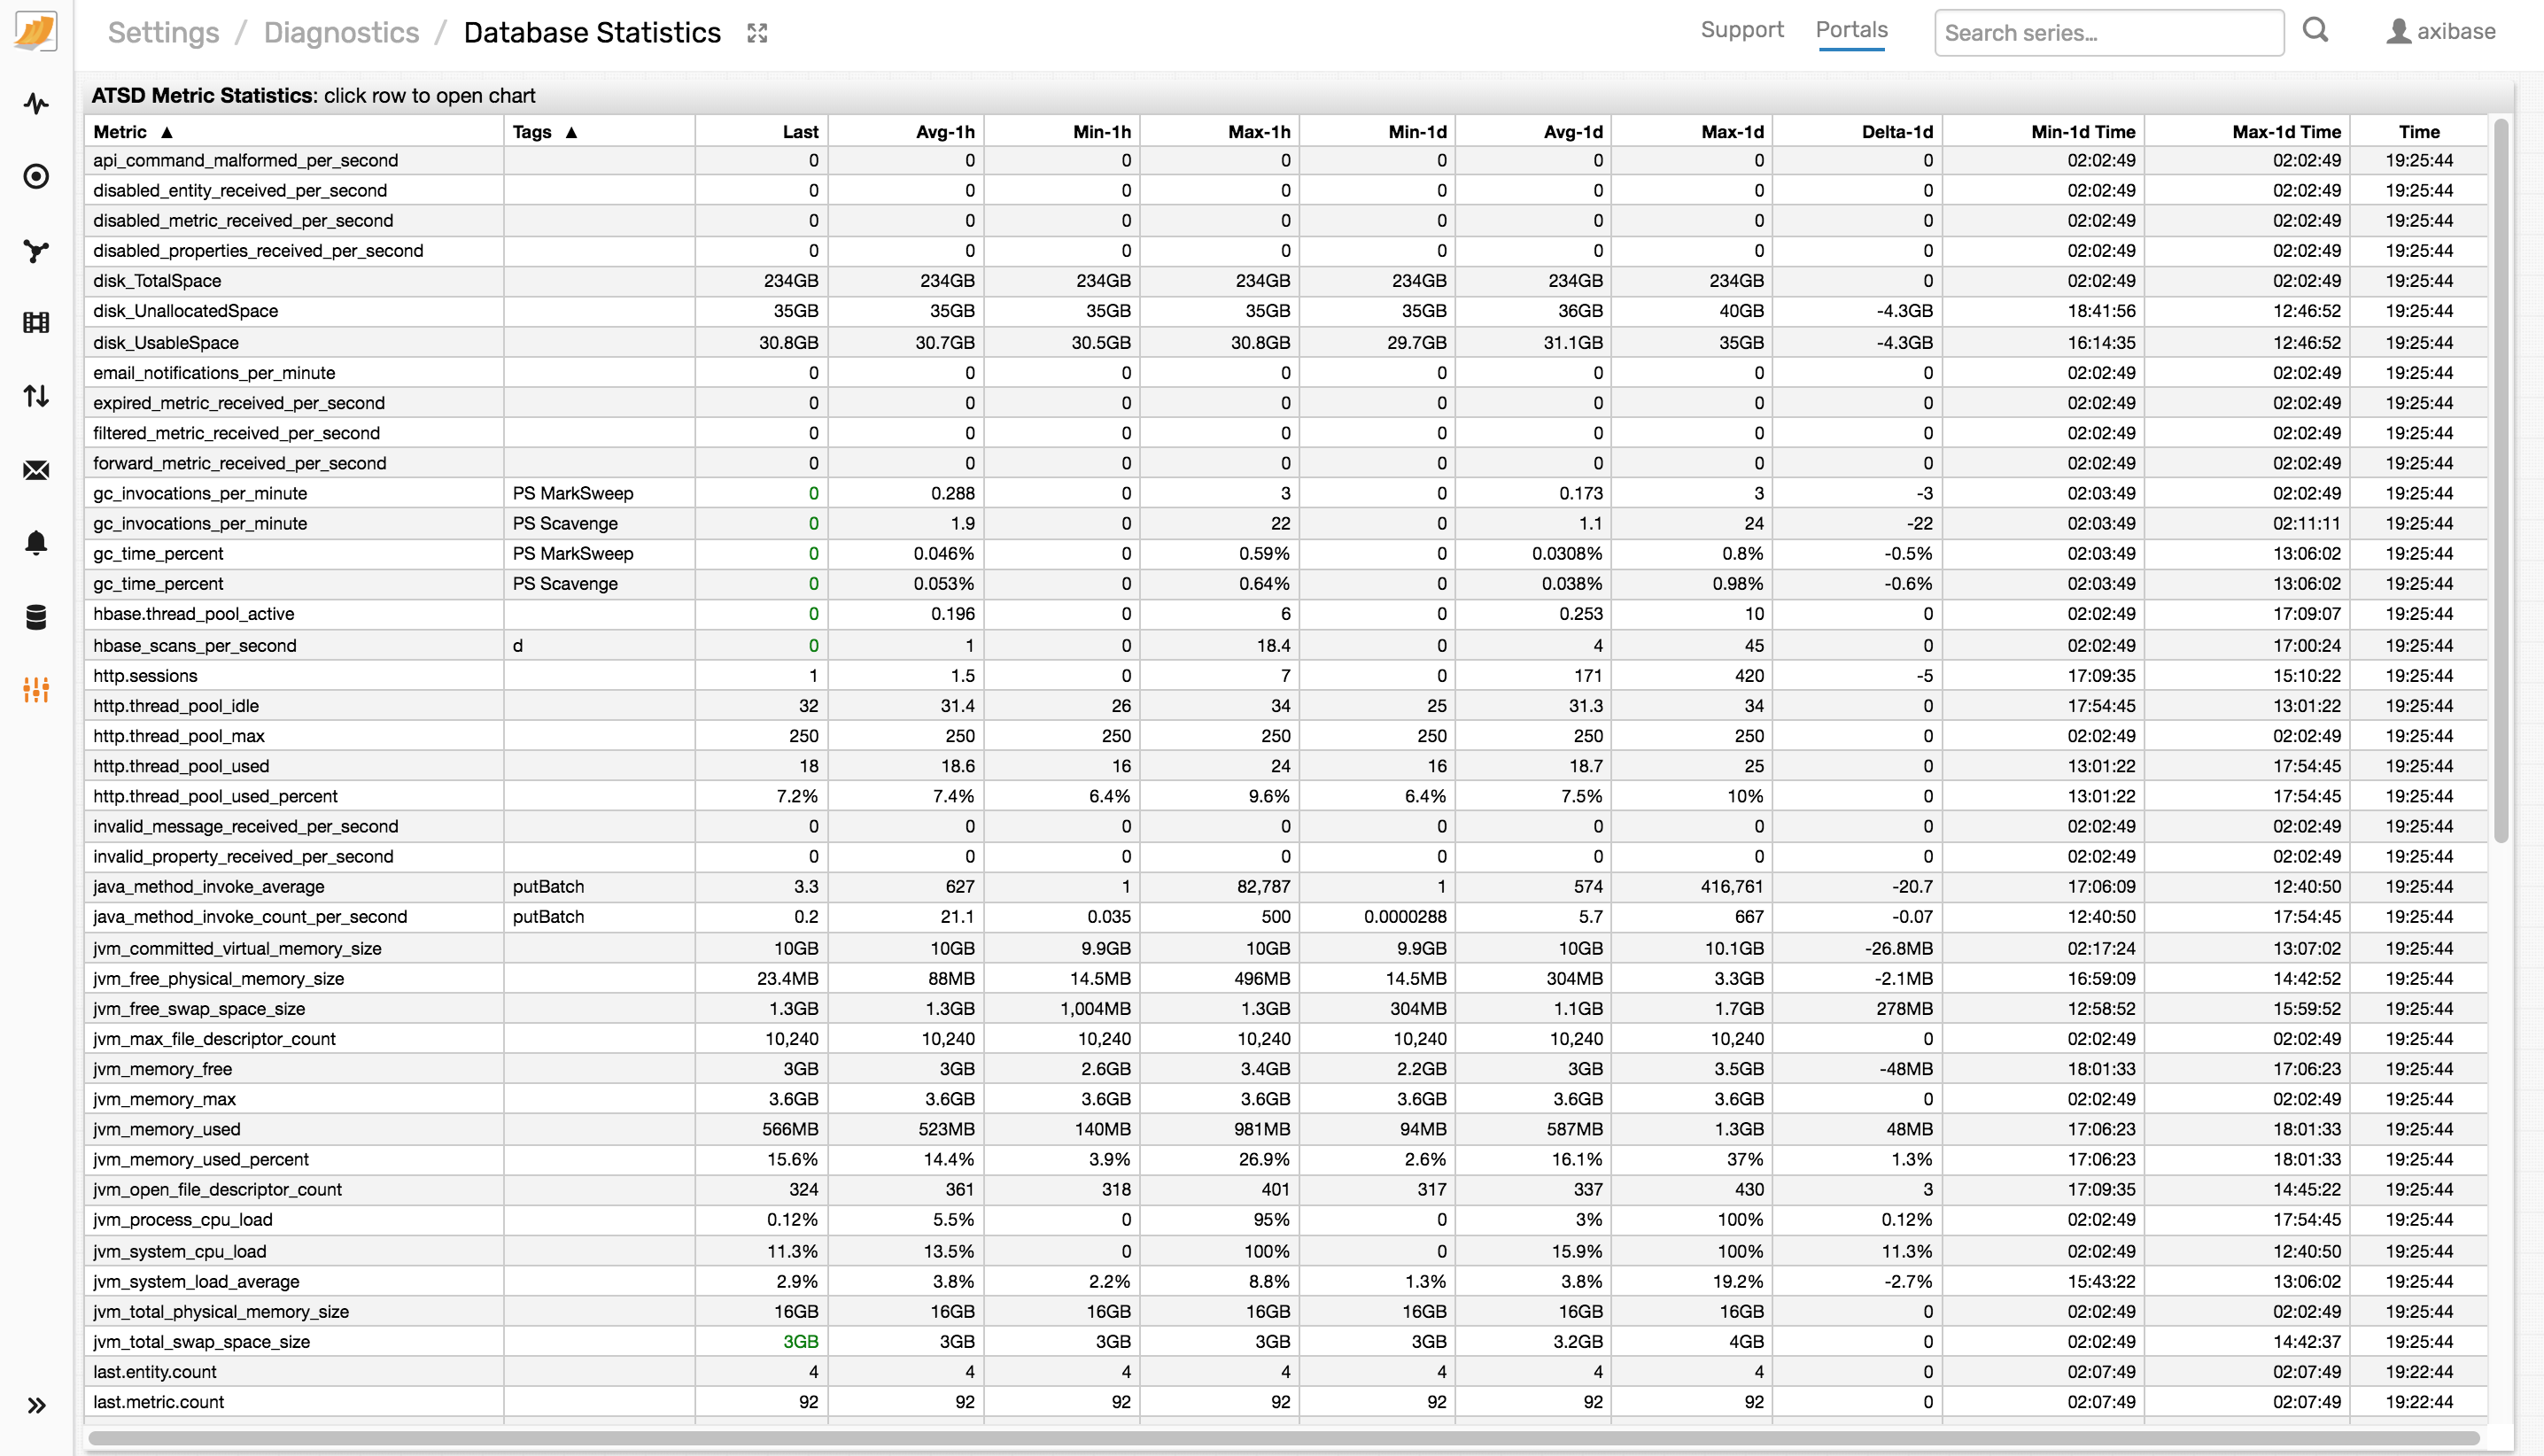 Settings / Diagnostics / Database Statistics Support Portals Search series... axibase
ATSD Metric Statistics: click row to open chart
Metric ▲ Tags ▲ Last Avg-1h Min-1h Max-1h Min-1d Avg-1d Max-1d Delta-1d Min-1d Time Max-1d Time Time
api_command_malformed_per_second 0 0 0 0 0 0 0 0 02:02:49 02:02:49 19:25:44
disabled_entity_received_per_second 0 0 0 0 0 0 0 0 02:02:49 02:02:49 19:25:44
disabled_metric_received_per_second 0 0 0 0 0 0 0 0 02:02:49 02:02:49 19:25:44
disabled_properties_received_per_second 0 0 0 0 0 0 0 0 02:02:49 02:02:49 19:25:44
disk_TotalSpace 234GB 234GB 234GB 234GB 234GB 234GB 234GB 0 02:02:49 02:02:49 19:25:44
disk_UnallocatedSpace 35GB 35GB 35GB 35GB 35GB 36GB 40GB -4.3GB 18:41:56 12:46:52 19:25:44
disk_UsableSpace 30.8GB 30.7GB 30.5GB 30.8GB 29.7GB 31.1GB 35GB -4.3GB 16:14:35 12:46:52 19:25:44
email_notifications_per_minute 0 0 0 0 0 0 0 0 02:02:49 02:02:49 19:25:44
expired_metric_received_per_second 0 0 0 0 0 0 0 0 02:02:49 02:02:49 19:25:44
filtered_metric_received_per_second 0 0 0 0 0 0 0 0 02:02:49 02:02:49 19:25:44
forward_metric_received_per_second 0 0 0 0 0 0 0 0 02:02:49 02:02:49 19:25:44
gc_invocations_per_minute PS MarkSweep 0 0.288 0 3 0 0.173 3 -3 02:03:49 02:02:49 19:25:44
gc_invocations_per_minute PS Scavenge 0 1.9 0 22 0 1.1 24 -22 02:03:49 02:11:11 19:25:44
gc_time_percent PS MarkSweep 0 0.046% 0 0.59% 0 0.0308% 0.8% -0.5% 02:03:49 13:06:02 19:25:44
gc_time_percent PS Scavenge 0 0.053% 0 0.64% 0 0.038% 0.98% -0.6% 02:03:49 13:06:02 19:25:44
hbase.thread_pool_active 0 0.196 0 6 0 0.253 10 0 02:02:49 17:09:07 19:25:44
hbase_scans_per_second d 0 1 0 18.4 0 4 45 0 02:02:49 17:00:24 19:25:44
http.sessions 1 1.5 0 7 0 171 420 -5 17:09:35 15:10:22 19:25:44
http.thread_pool_idle 32 31.4 26 34 25 31.3 34 0 17:54:45 13:01:22 19:25:44
http.thread_pool_max 250 250 250 250 250 250 250 0 02:02:49 02:02:49 19:25:44
http.thread_pool_used 18 18.6 16 24 16 18.7 25 0 13:01:22 17:54:45 19:25:44
http.thread_pool_used_percent 7.2% 7.4% 6.4% 9.6% 6.4% 7.5% 10% 0 13:01:22 17:54:45 19:25:44
invalid_message_received_per_second 0 0 0 0 0 0 0 0 02:02:49 02:02:49 19:25:44
invalid_property_received_per_second 0 0 0 0 0 0 0 0 02:02:49 02:02:49 19:25:44
java_method_invoke_average putBatch 3.3 627 1 82,787 1 574 416,761 -20.7 17:06:09 12:40:50 19:25:44
java_method_invoke_count_per_second putBatch 0.2 21.1 0.035 500 0.0000288 5.7 667 -0.07 12:40:50 17:54:45 19:25:44
jvm_committed_virtual_memory_size 10GB 10GB 9.9GB 10GB 9.9GB 10GB 10.1GB -26.8MB 02:17:24 13:07:02 19:25:44
jvm_free_physical_memory_size 23.4MB 88MB 14.5MB 496MB 14.5MB 304MB 3.3GB -2.1MB 16:59:09 14:42:52 19:25:44
jvm_free_swap_space_size 1.3GB 1.3GB 1,004MB 1.3GB 304MB 1.1GB 1.7GB 278MB 12:58:52 15:59:52 19:25:44
jvm_max_file_descriptor_count 10,240 10,240 10,240 10,240 10,240 10,240 10,240 0 02:02:49 02:02:49 19:25:44
jvm_memory_free 3GB 3GB 2.6GB 3.4GB 2.2GB 3GB 3.5GB -48MB 18:01:33 17:06:23 19:25:44
jvm_memory_max 3.6GB 3.6GB 3.6GB 3.6GB 3.6GB 3.6GB 3.6GB 0 02:02:49 02:02:49 19:25:44
jvm_memory_used 566MB 523MB 140MB 981MB 94MB 587MB 1.3GB 48MB 17:06:23 18:01:33 19:25:44
jvm_memory_used_percent 15.6% 14.4% 3.9% 26.9% 2.6% 16.1% 37% 1.3% 17:06:23 18:01:33 19:25:44
jvm_open_file_descriptor_count 324 361 318 401 317 337 430 3 17:09:35 14:45:22 19:25:44
jvm_process_cpu_load 0.12% 5.5% 0 95% 0 3% 100% 0.12% 02:02:49 17:54:45 19:25:44
jvm_system_cpu_load 11.3% 13.5% 0 100% 0 15.9% 100% 11.3% 02:02:49 12:40:50 19:25:44
jvm_system_load_average 2.9% 3.8% 2.2% 8.8% 1.3% 3.8% 19.2% -2.7% 15:43:22 13:06:02 19:25:44
jvm_total_physical_memory_size 16GB 16GB 16GB 16GB 16GB 16GB 16GB 0 02:02:49 02:02:49 19:25:44
jvm_total_swap_space_size 3GB 3GB 3GB 3GB 3GB 3.2GB 4GB 0 02:02:49 14:42:37 19:25:44
last.entity.count 4 4 4 4 4 4 4 0 02:07:49 02:07:49 19:22:44
last.metric.count 92 92 92 92 92 92 92 0 02:07:49 02:07:49 19:22:44